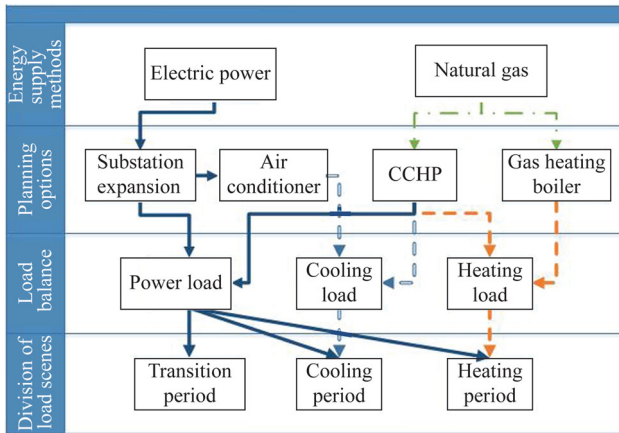 Energy
supply
methods
Electric power
Natural gas
Planning
options
Substation
expansion
Air
conditioner
CCHP
Gas heating
boiler
Load
balance
Power load
Cooling
load
Heating
load
Division of
load scenes
Transition
period
Cooling
period
Heating
period